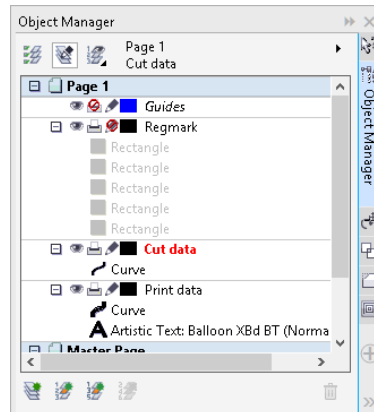 Object Manager
Page 1
Cut data
Page 1
Guides
Regmark
Rectangle
Rectangle
Rectangle
Rectangle
Rectangle
Cut data
Curve
Print data
Curve
A Artistic Text: Balloon XBd BT (Norma
Master Page
Object Manager